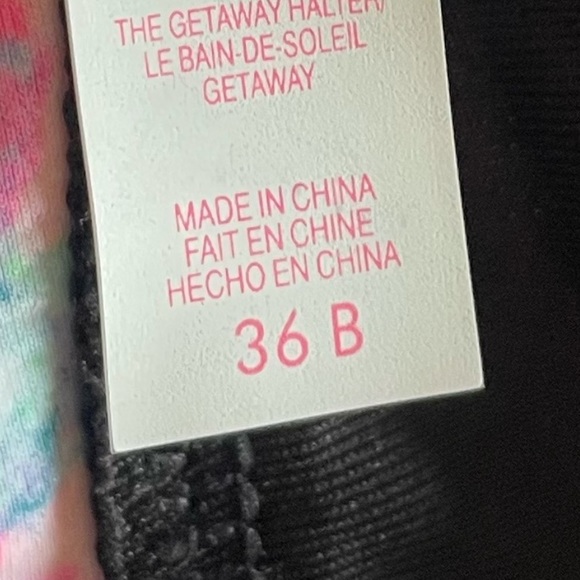 THE GETAWAY HALTER/
LE BAIN-DE-SOLEIL
GETAWAY
MADE IN CHINA
FAIT EN CHINE
HECHO EN CHINA
36 B